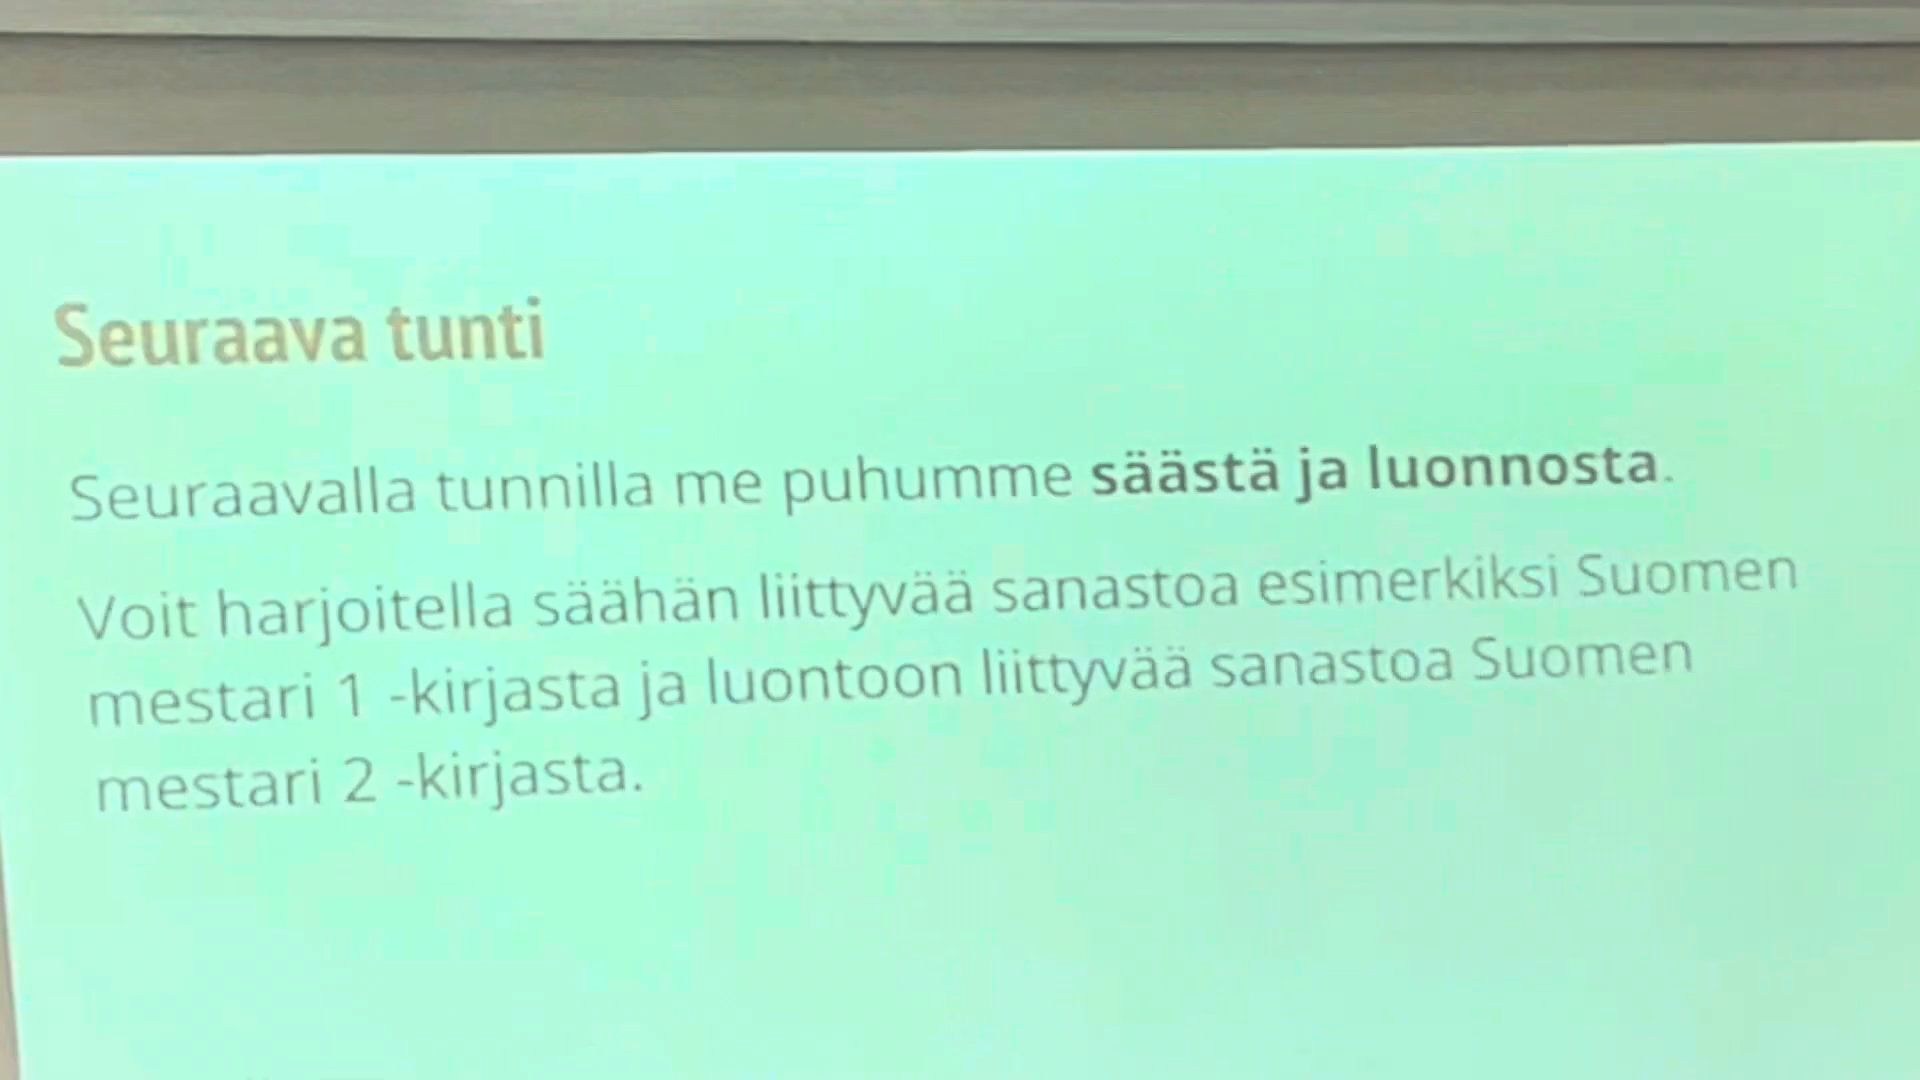 Seuraava tunti
Seuraavalla tunnilla me puhumme säästä ja luonnosta.
Voit harjoitella säähän liittyvää sanastoa esimerkiksi Suomen
mestari 1 -kirjasta ja luontoon liittyvää sanastoa Suomen
mestari 2 -kirjasta.